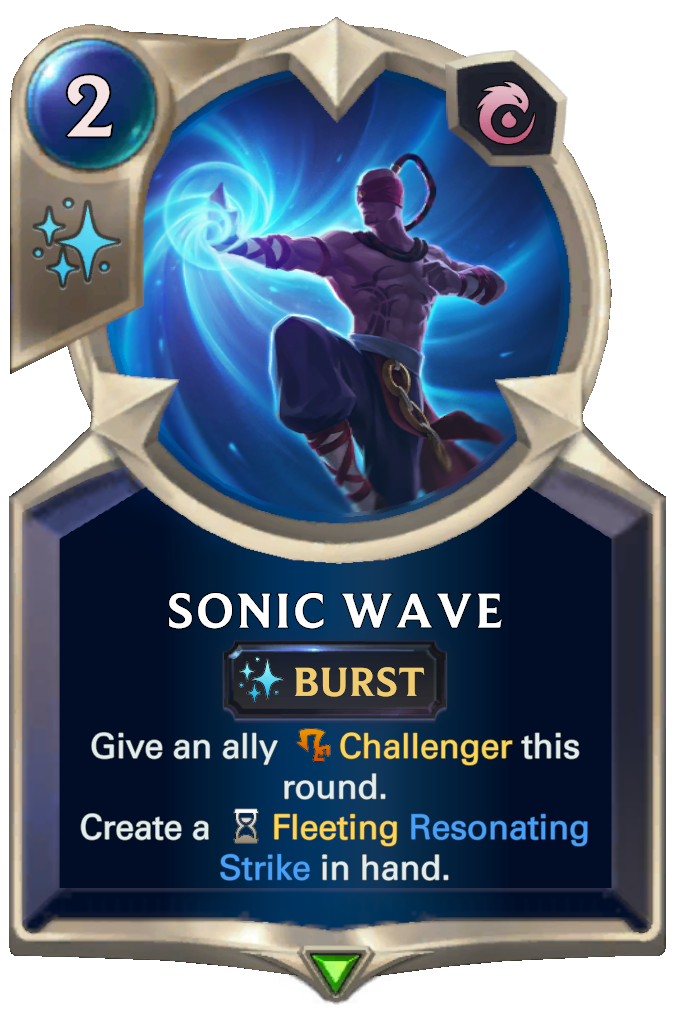 2
SONIC WAVE
BURST
Give an ally Challenger this
round.
Create a Fleeting Resonating
Strike in hand.